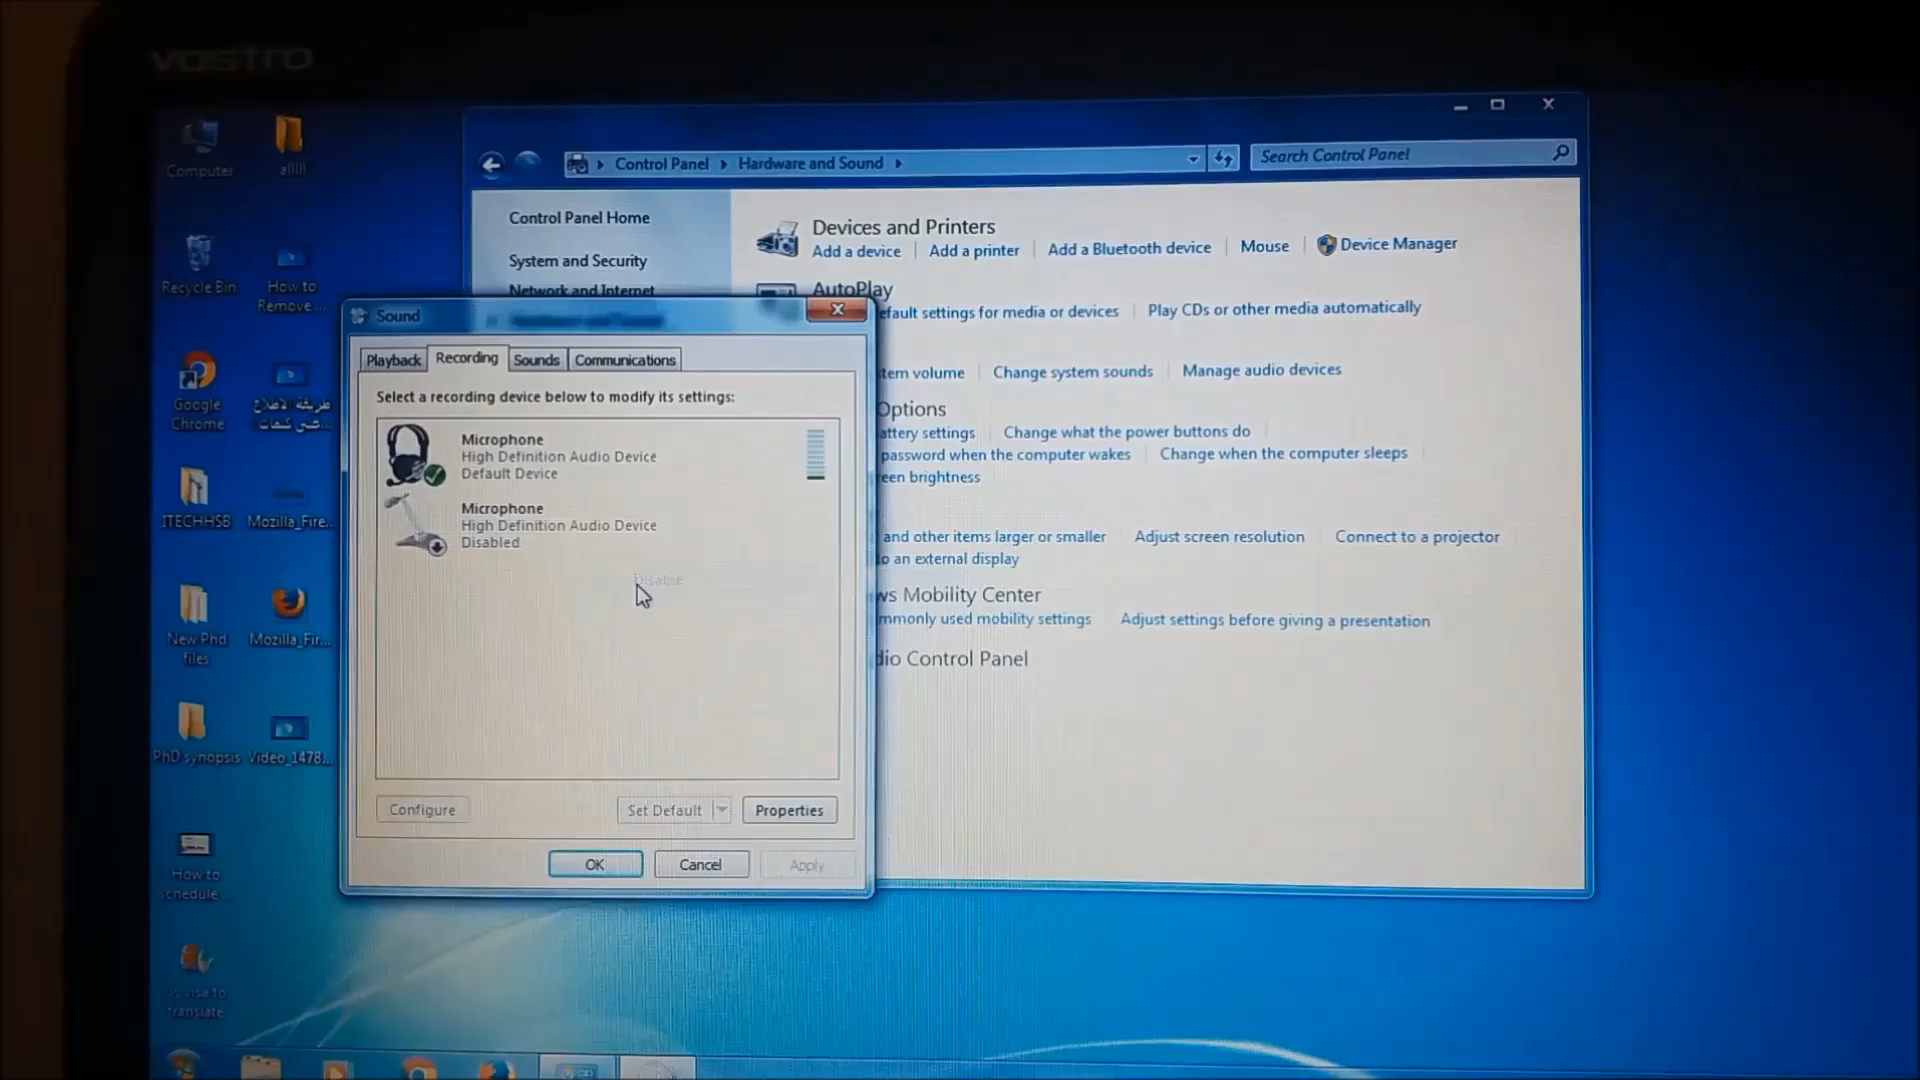 vostro
Computer
alllll
Control Panel
Hardware and Sound
Search Control Panel
Control Panel Home
System and Security
Network and Internet
Devices and Printers
Add a device
Add a printer
Add a Bluetooth device
Mouse
Device Manager
AutoPlay
efault settings for media or devices
Play CDs or other media automatically
tem volume
Change system sounds
Manage audio devices
Options
attery settings
Change what the power buttons do
password when the computer wakes
Change when the computer sleeps
een brightness
and other items larger or smaller
Adjust screen resolution
Connect to a projector
to an external display
ws Mobility Center
mmonly used mobility settings
Adjust settings before giving a presentation
dio Control Panel
Recycle Bin
How to
Remove ...
Google
Chrome
ITECHHSB
Mozilla_Fire...
New Phd
files
Mozilla_Fir...
PhD synopsis
Video_1478...
How to
schedule ...
us visa to
translate
Sound
Playback
Recording
Sounds
Communications
Select a recording device below to modify its settings:
Microphone
High Definition Audio Device
Default Device
Microphone
High Definition Audio Device
Disabled
Disable
Configure
Set Default
Properties
OK
Cancel
Apply